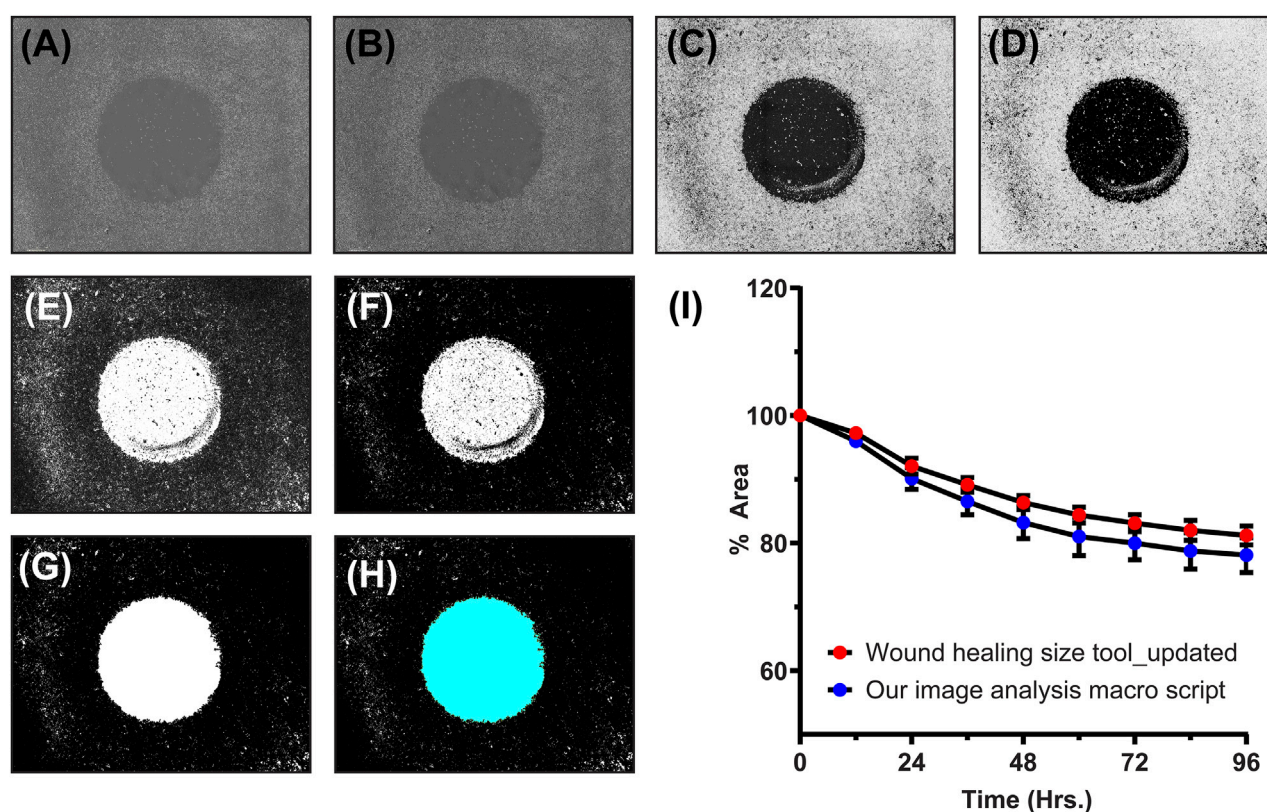 (A)
(B)
(C)
(D)
(E)
(F)
(G)
(H)
(I)
120
100
80
60
% Area
Wound healing size tool_updated
Our image analysis macro script
0 24 48 72 96
Time (Hrs.)